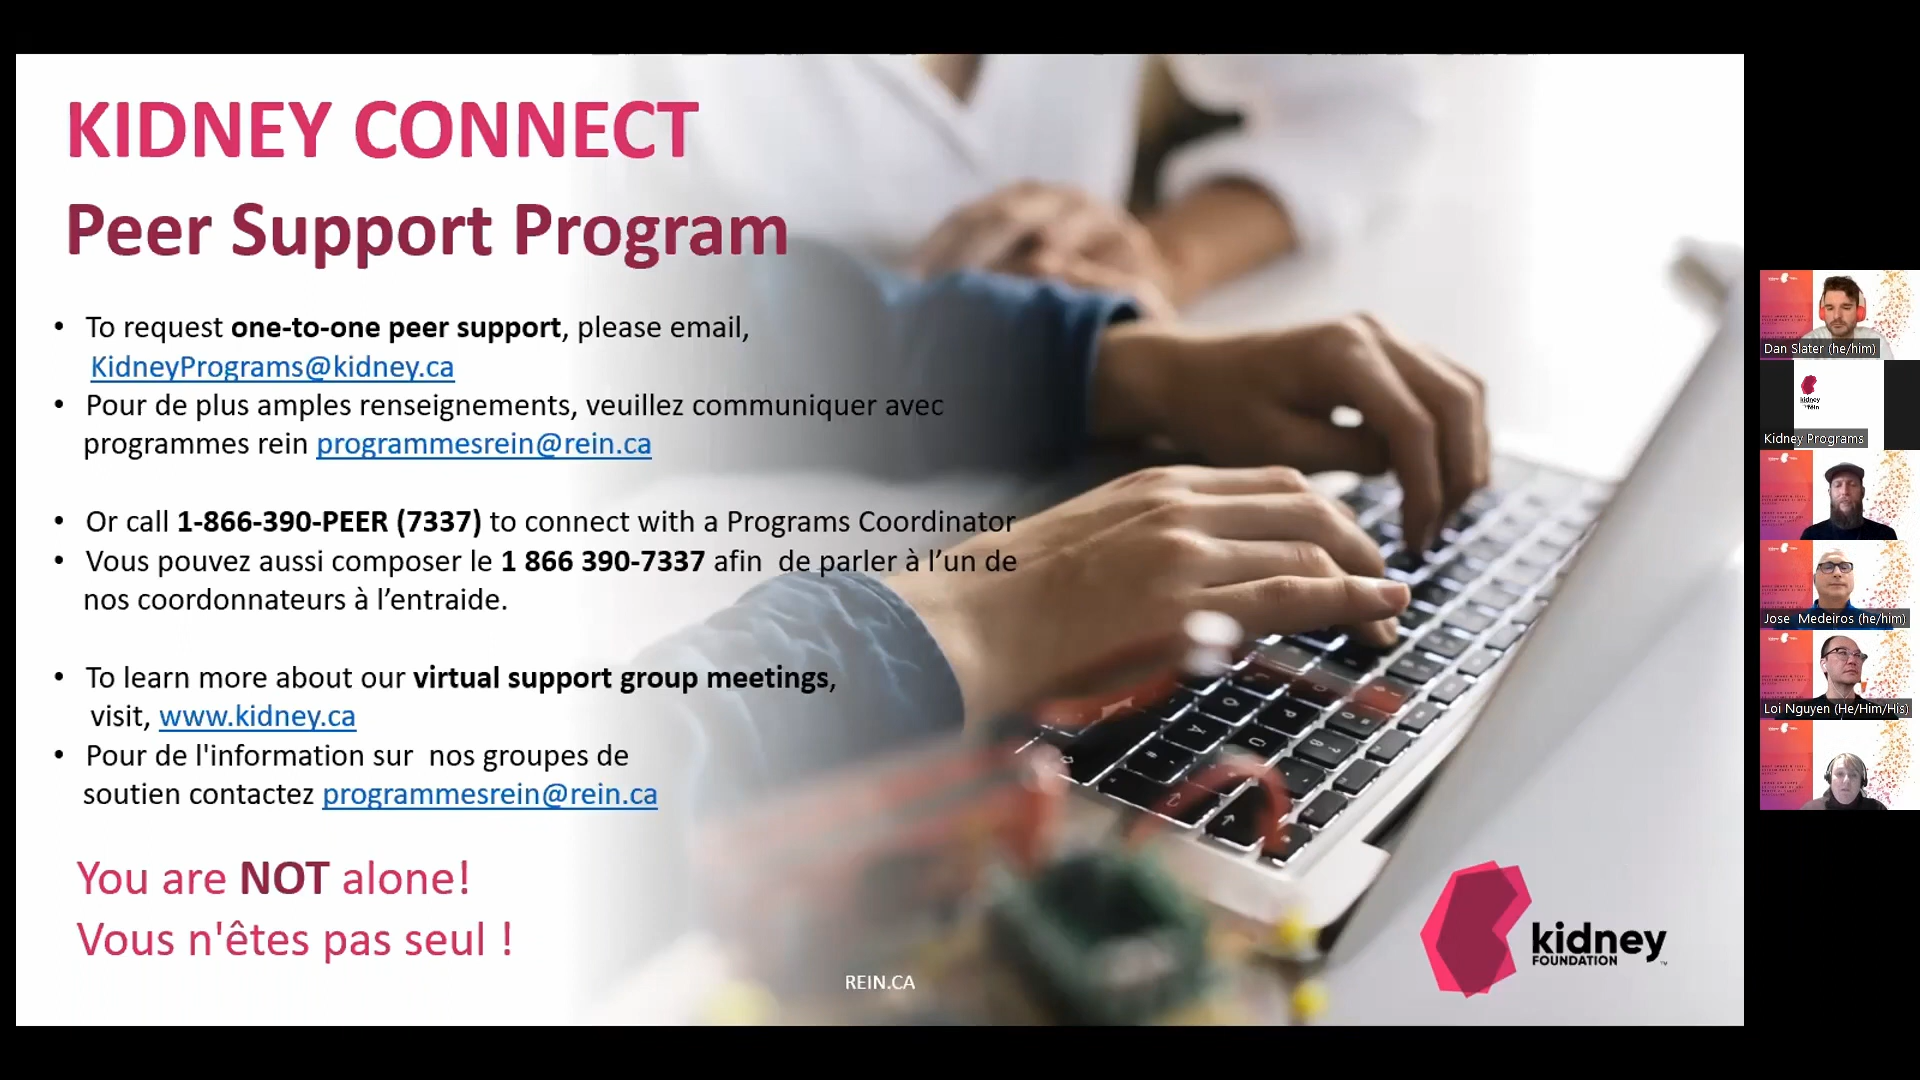 KIDNEY CONNECT
Peer Support Program
• To request one-to-one peer support, please email,
KidneyPrograms@kidney.ca
• Pour de plus amples renseignements, veuillez communiquer avec
programmes rein programmesrein@rein.ca
• Or call 1-866-390-PEER (7337) to connect with a Programs Coordinator
• Vous pouvez aussi composer le 1 866 390-7337 afin  de parler à l’un de
nos coordonnateurs à l’entraide.
• To learn more about our virtual support group meetings,
visit, www.kidney.ca
• Pour de l'information sur  nos groupes de
soutien contactez programmesrein@rein.ca
You are NOT alone!
Vous n'êtes pas seul !
REIN.CA
kidney
FOUNDATION
™
Dan Slater (he/him)
kidney
rein
Kidney Programs
Jose  Medeiros (he/him)
Loi Nguyen (He/Him/His)